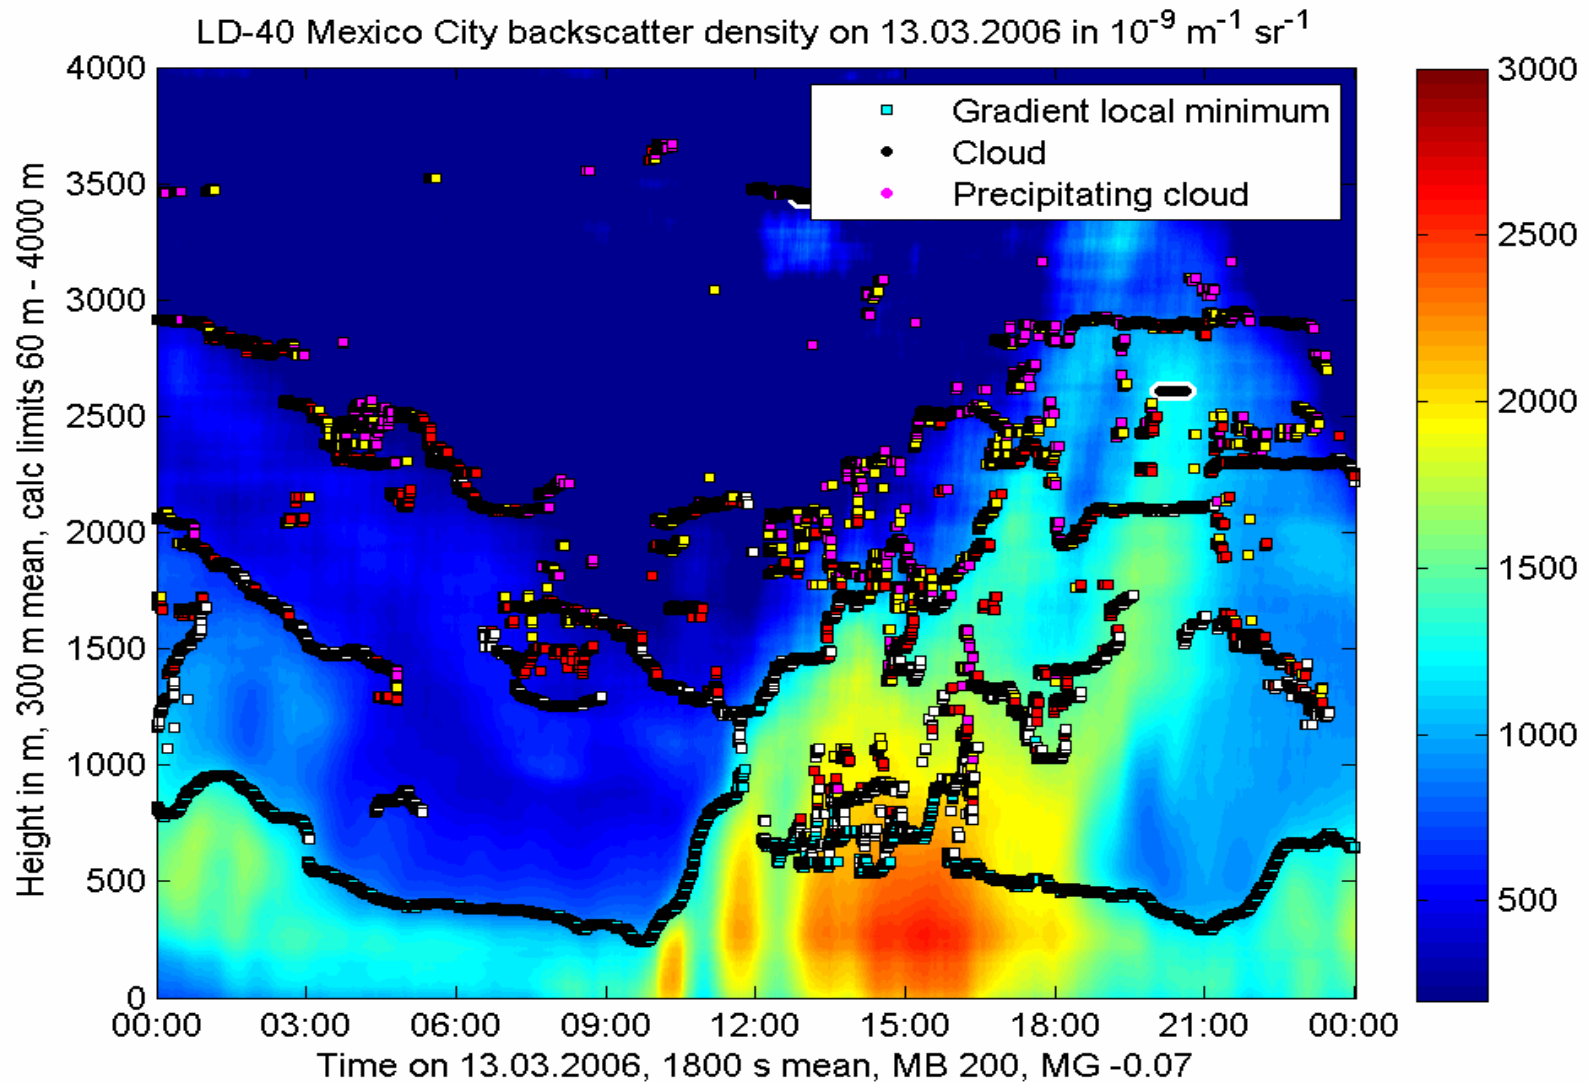 LD-40 Mexico City backscatter density on 13.03.2006 in 10⁻⁹ m⁻¹ sr⁻¹
Gradient local minimum
Cloud
Precipitating cloud
Height in m, 300 m mean, calc limits 60 m - 4000 m
4000
3500
3000
2500
2000
1500
1000
500
0
00:00 03:00 06:00 09:00 12:00 15:00 18:00 21:00 00:00
Time on 13.03.2006, 1800 s mean, MB 200, MG -0.07
3000
2500
2000
1500
1000
500